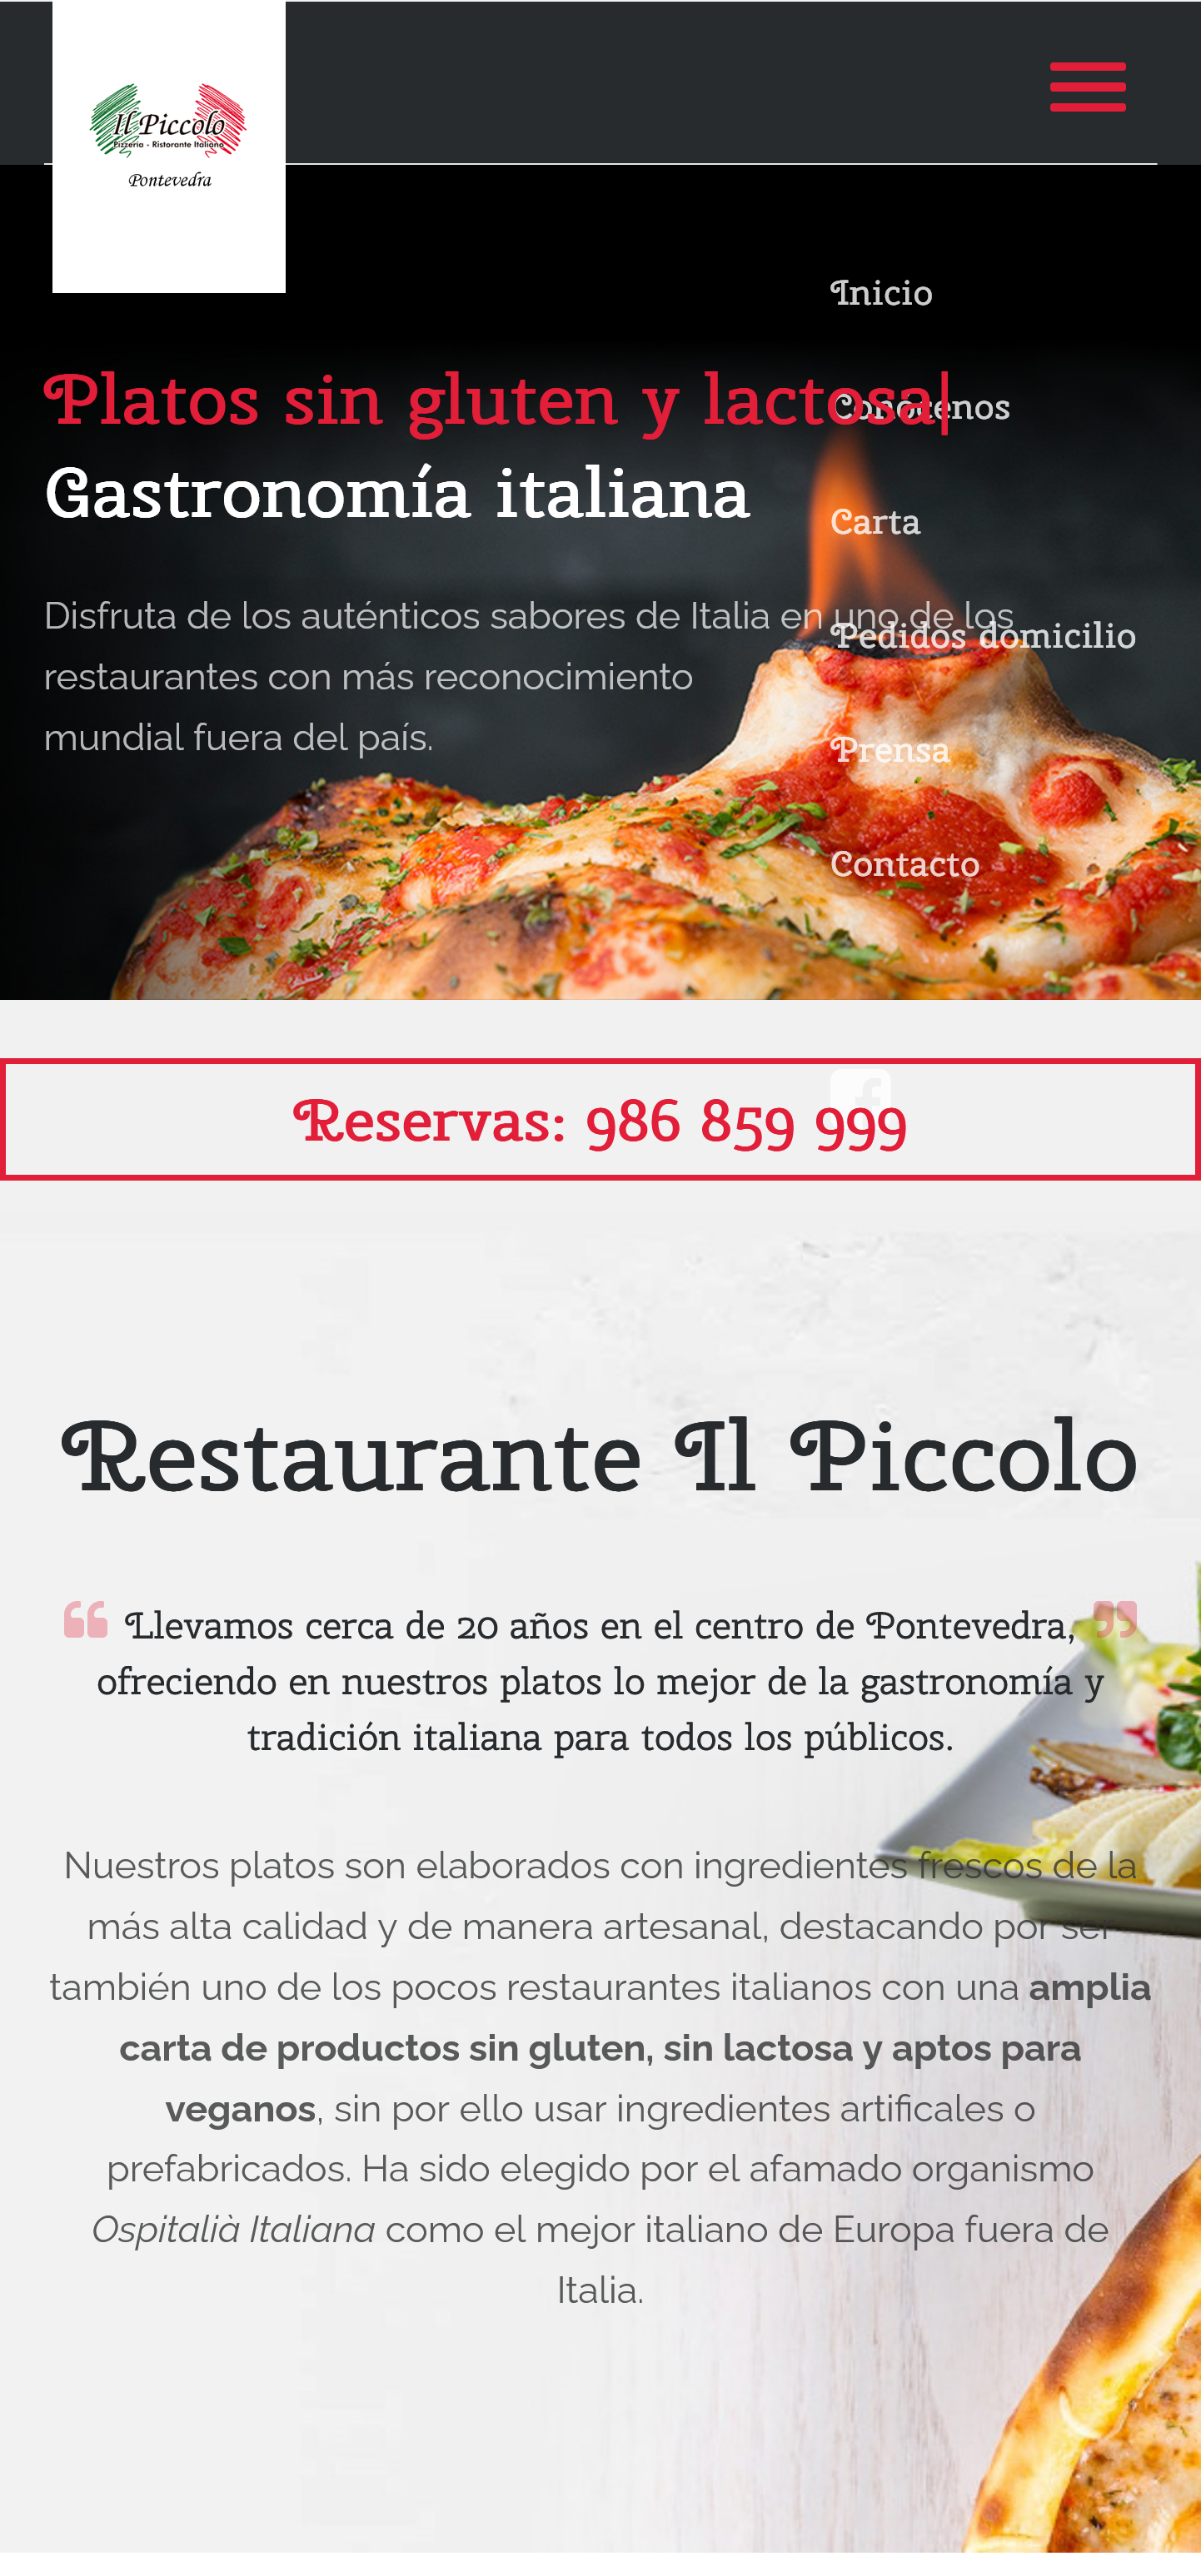 Il Piccolo
Pizzeria - Ristorante Italiano
Pontevedra
Inicio
Conócenos
Carta
Pedidos domicilio
Prensa
Contacto
Platos sin gluten y lactosa|
Gastronomía italiana
Disfruta de los auténticos sabores de Italia en uno de los
restaurantes con más reconocimiento
mundial fuera del país.
Reservas: 986 859 999
Restaurante Il Piccolo
“ Llevamos cerca de 20 años en el centro de Pontevedra, ”
ofreciendo en nuestros platos lo mejor de la gastronomía y
tradición italiana para todos los públicos.
Nuestros platos son elaborados con ingredientes frescos de la
más alta calidad y de manera artesanal, destacando por ser
también uno de los pocos restaurantes italianos con una amplia
carta de productos sin gluten, sin lactosa y aptos para
veganos, sin por ello usar ingredientes artificales o
prefabricados. Ha sido elegido por el afamado organismo
Ospitalià Italiana como el mejor italiano de Europa fuera de
Italia.